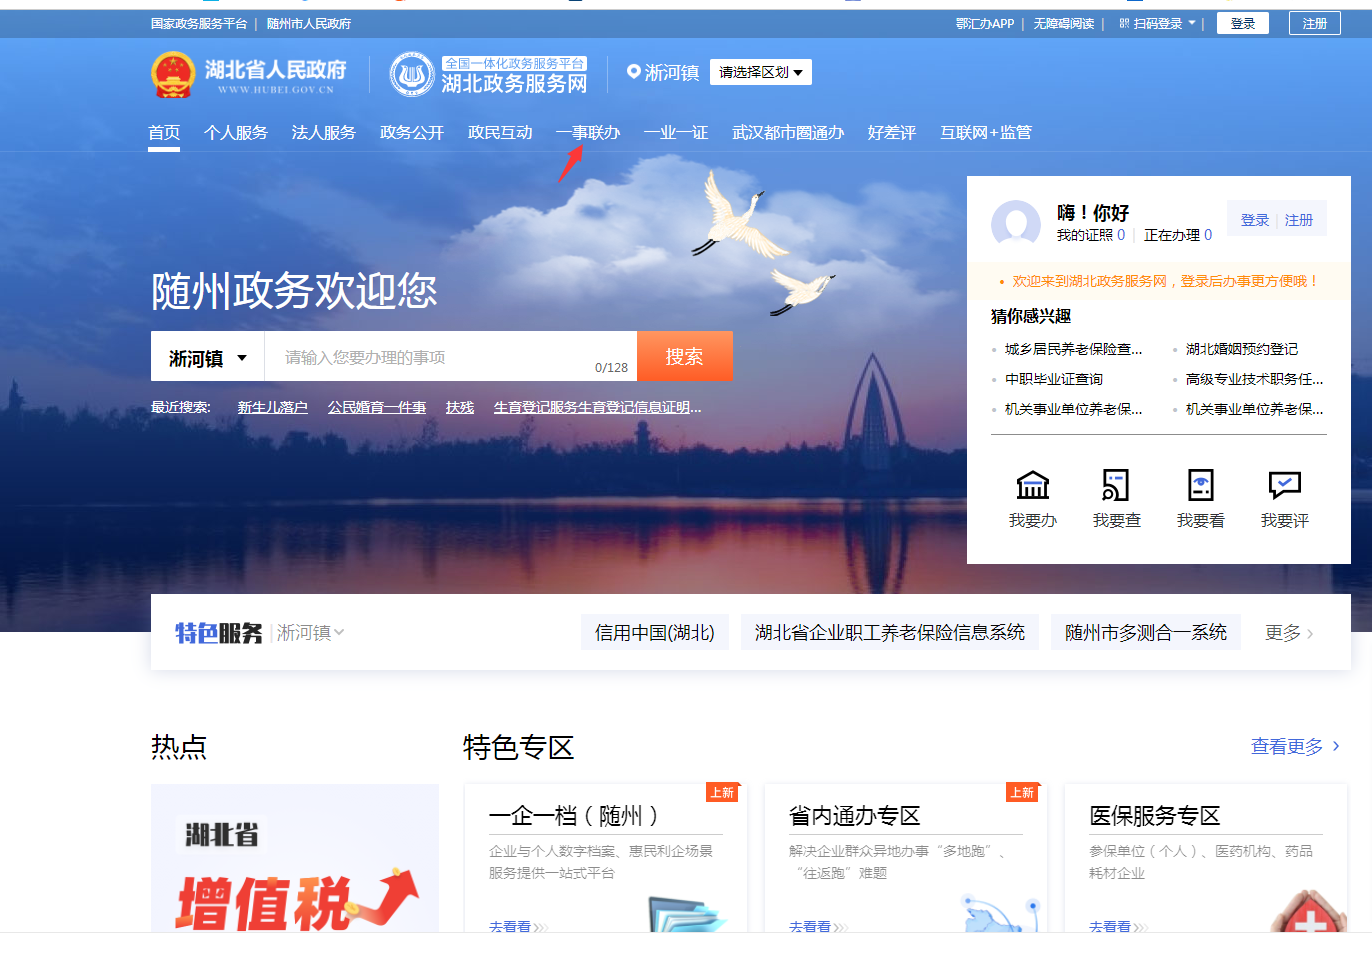 国家政务服务平台 | 随州市人民政府
鄂汇办APP | 无障碍阅读 | 扫码登录 | 登录 注册
湖北省人民政府
WWW.HUBEI.GOV.CN
全国一体化政务服务平台
湖北政务服务网
淅河镇 请选择区划
首页 个人服务 法人服务 政务公开 政民互动 一事联办 一业一证 武汉都市圈通办 好差评 互联网+监管
随州政务欢迎您
淅河镇 请输入您要办理的事项 0/128 搜索
最近搜索: 新生儿落户 公民婚育一件事 扶残 生育登记服务生育登记信息证明...
嗨！你好
我的证照 0 | 正在办理 0
登录 | 注册
欢迎来到湖北政务服务网，登录后办事更方便哦！
猜你感兴趣
城乡居民养老保险查... 湖北婚姻预约登记
中职毕业证查询 高级专业技术职务任...
机关事业单位养老保... 机关事业单位养老保...
我要办 我要查 我要看 我要评
特色服务 | 淅河镇
信用中国(湖北) 湖北省企业职工养老保险信息系统 随州市多测合一系统 更多
热点
特色专区
查看更多
湖北省
增值税
上新
一企一档（随州）
企业与个人数字档案、惠民利企场景
服务提供一站式平台
去看看
上新
省内通办专区
解决企业群众异地办事“多地跑”、
“往返跑”难题
去看看
医保服务专区
参保单位（个人）、医药机构、药品
耗材企业
去看看